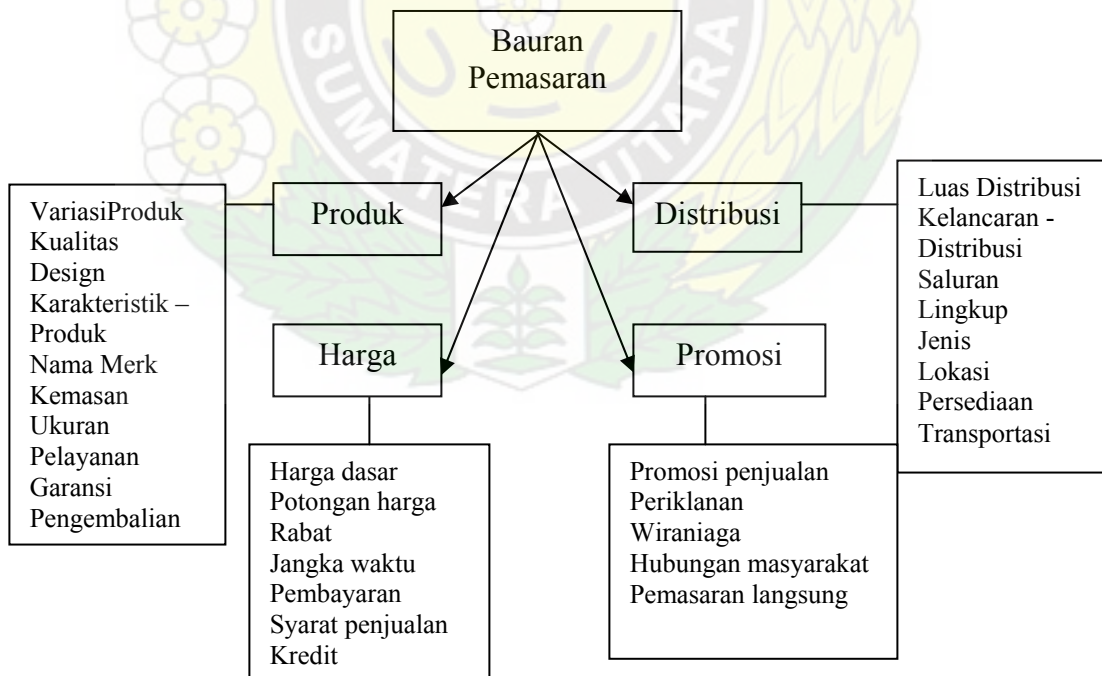 Bauran
Pemasaran
SUMATERA UTARA
Produk
Distribusi
Harga
Promosi
VariasiProduk
Kualitas
Design
Karakteristik –
Produk
Nama Merk
Kemasan
Ukuran
Pelayanan
Garansi
Pengembalian
Harga dasar
Potongan harga
Rabat
Jangka waktu
Pembayaran
Syarat penjualan
Kredit
Promosi penjualan
Periklanan
Wiraniaga
Hubungan masyarakat
Pemasaran langsung
Luas Distribusi
Kelancaran -
Distribusi
Saluran
Lingkup
Jenis
Lokasi
Persediaan
Transportasi